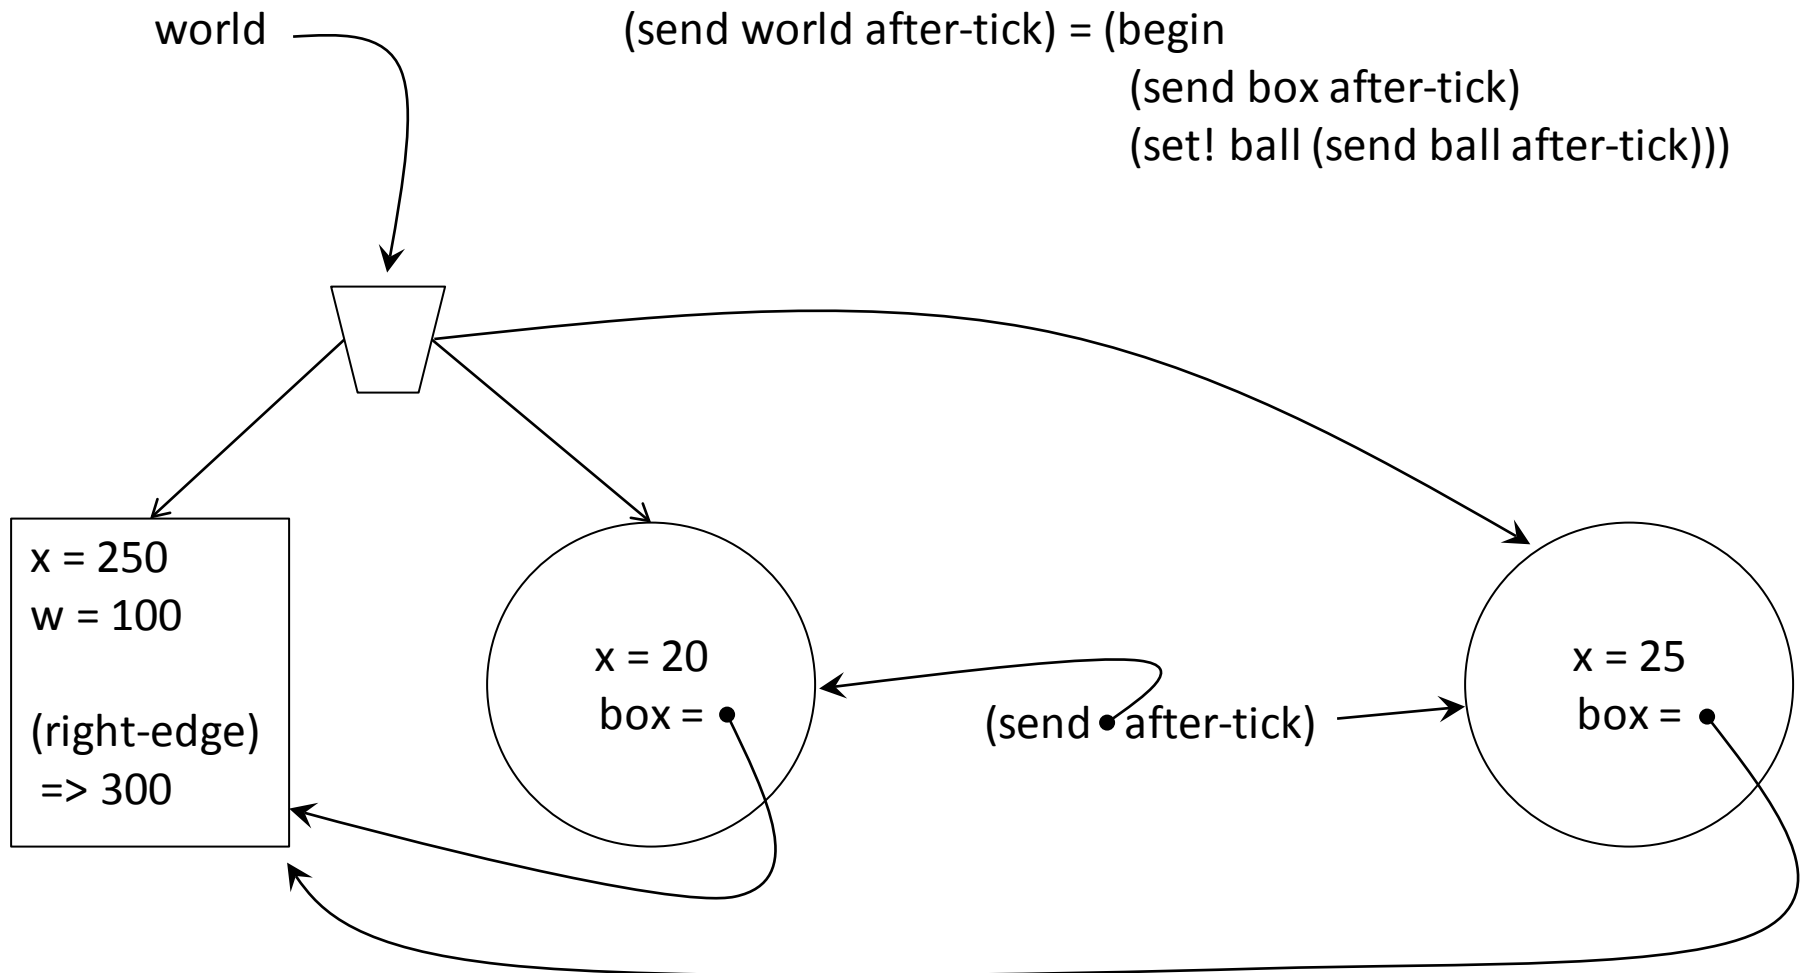 world
(send world after-tick) = (begin
(send box after-tick)
(set! ball (send ball after-tick)))
x = 250
w = 100
(right-edge)
=> 300
x = 20
box =
(send after-tick)
x = 25
box =